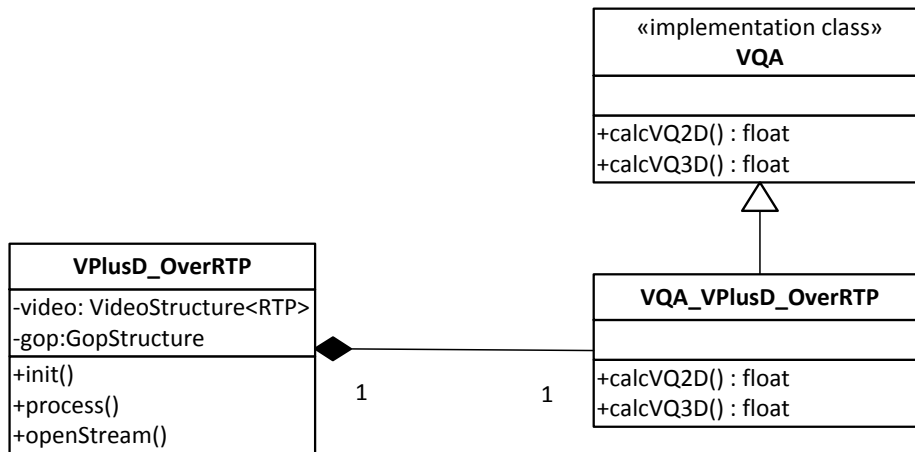 «implementation class»
VQA
+calcVQ2D() : float
+calcVQ3D() : float
VPlusD_OverRTP
-video: VideoStructure<RTP>
-gop:GopStructure
+init()
+process()
+openStream()
1
1
VQA_VPlusD_OverRTP
+calcVQ2D() : float
+calcVQ3D() : float